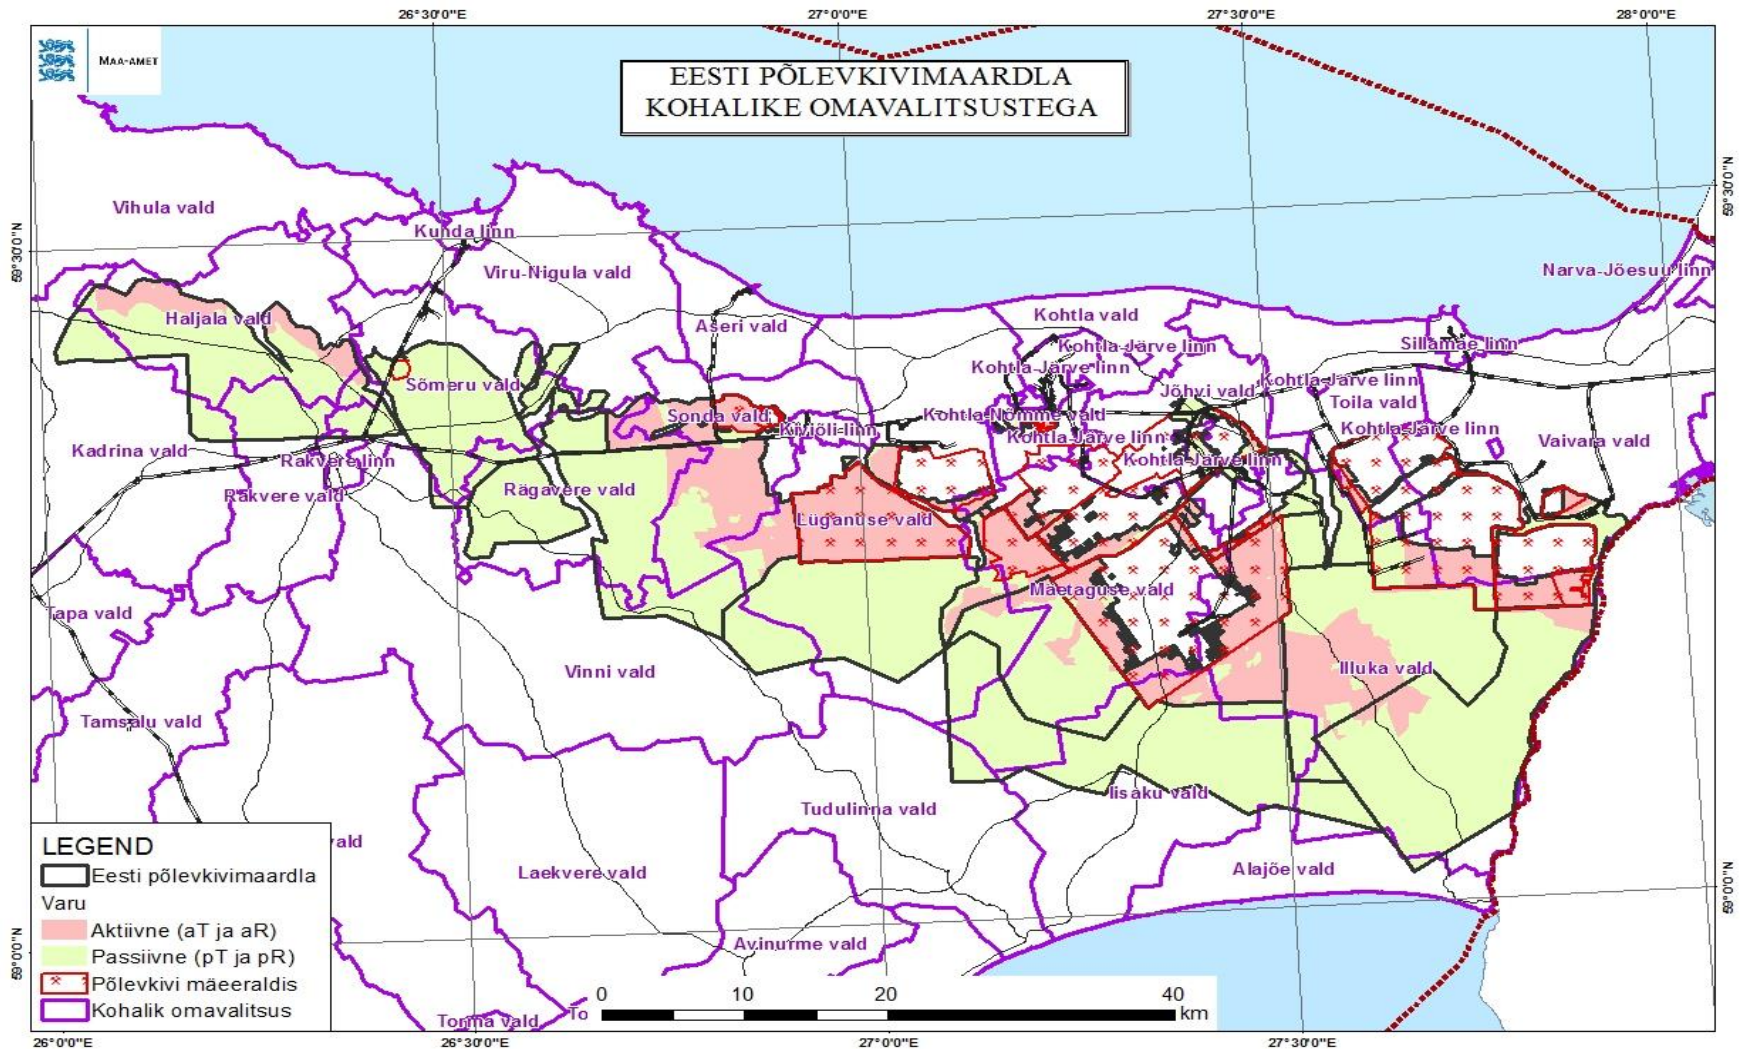 26°30'0"E
27°0'0"E
27°30'0"E
28°0'0"E
MAA-AMET
EESTI PÕLEVKIVIMAARDLA
KOHALIKE OMAVALITSUSTEGA
59°30'0"N
59°30'0"N
Vihula vald
Kunda linn
Viru-Nigula vald
Narva-Jõesuu linn
Haljala vald
Aseri vald
Kohtla vald
Kohtla-Järve linn
Sillamäe linn
Kohtla-Järve linn
Sõmeru vald
Jõhvi vald
Kohtla-Järve linn
Toila vald
Sonda vald
Kohtla-Nõmme vald
Kiviõli linn
Kohtla-Järve linn
Kohtla-Järve linn
Vaivara vald
Kadrina vald
Rakvere linn
Kohtla-Järve linn
Rakvere vald
Rägavere vald
Lüganuse vald
Mäetaguse vald
Tapa vald
Vinni vald
Illuka vald
Tamsalu vald
Iisaku vald
Tudulinna vald
vald
Laekvere vald
Alajõe vald
Avinurme vald
Torma vald
To
LEGEND
Eesti põlevkivimaardla
Varu
Aktiivne (aT ja aR)
Passiivne (pT ja pR)
Põlevkivi mäeeraldis
Kohalik omavalitsus
0
10
20
40
km
59°0'0"N
59°0'0"N
26°0'0"E
26°30'0"E
27°0'0"E
27°30'0"E